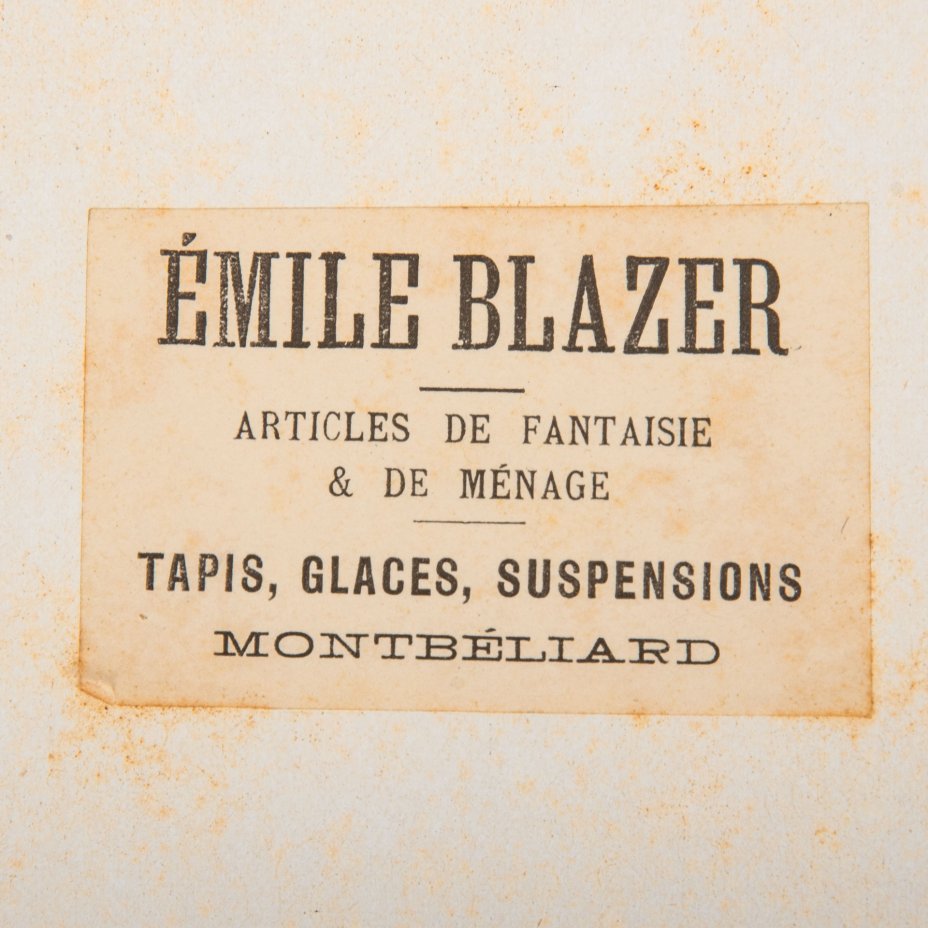 ÉMILE BLAZER
ARTICLES DE FANTAISIE
& DE MÉNAGE
TAPIS, GLACES, SUSPENSIONS
MONTBÉLIARD